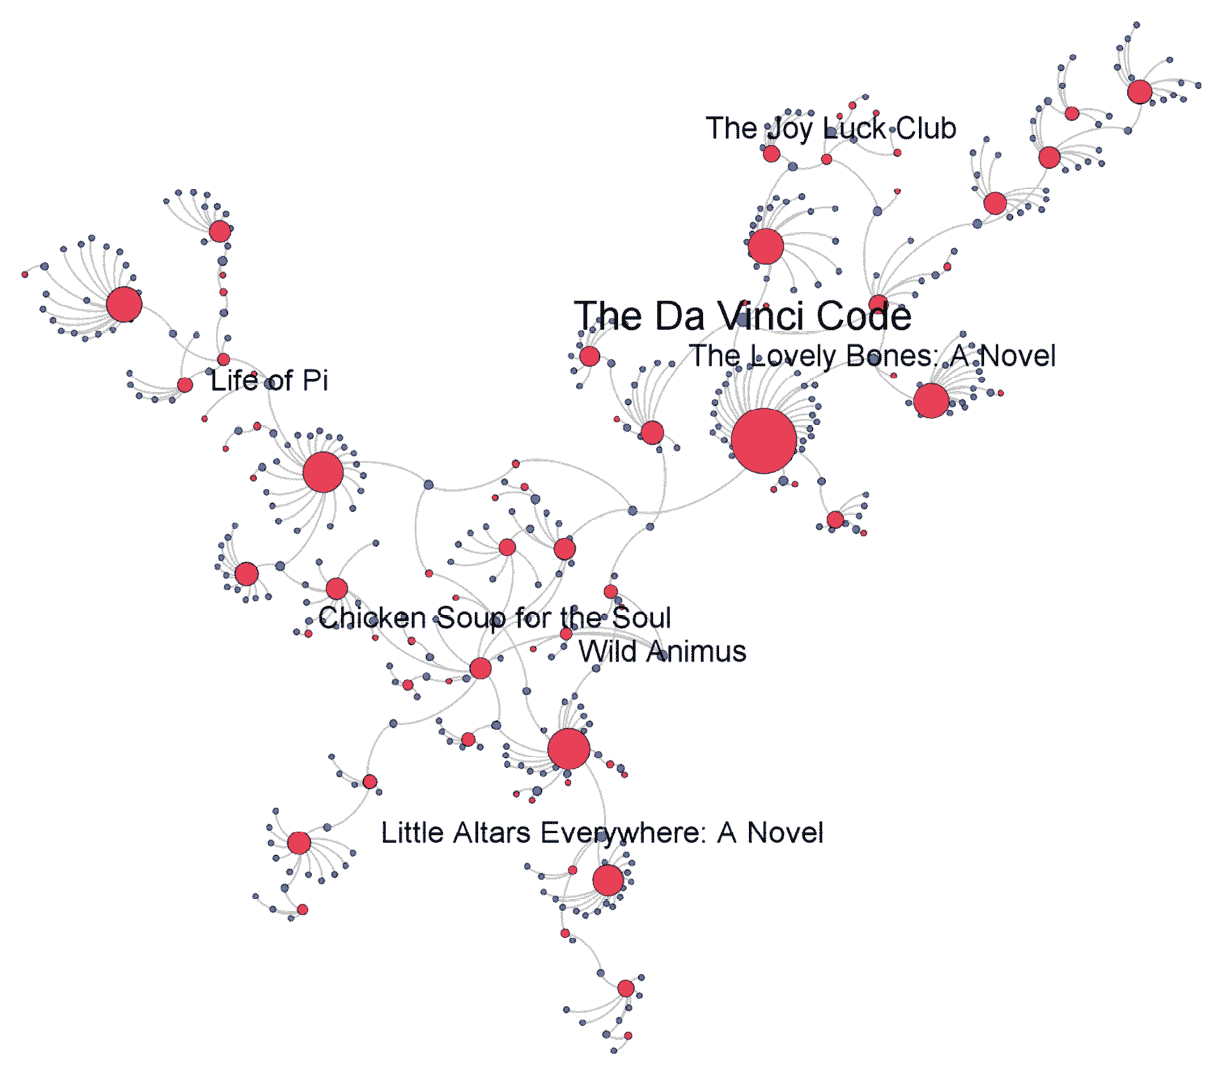 The Joy Luck Club
The Da Vinci Code
The Lovely Bones: A Novel
Life of Pi
Chicken Soup for the Soul
Wild Animus
Little Altars Everywhere: A Novel